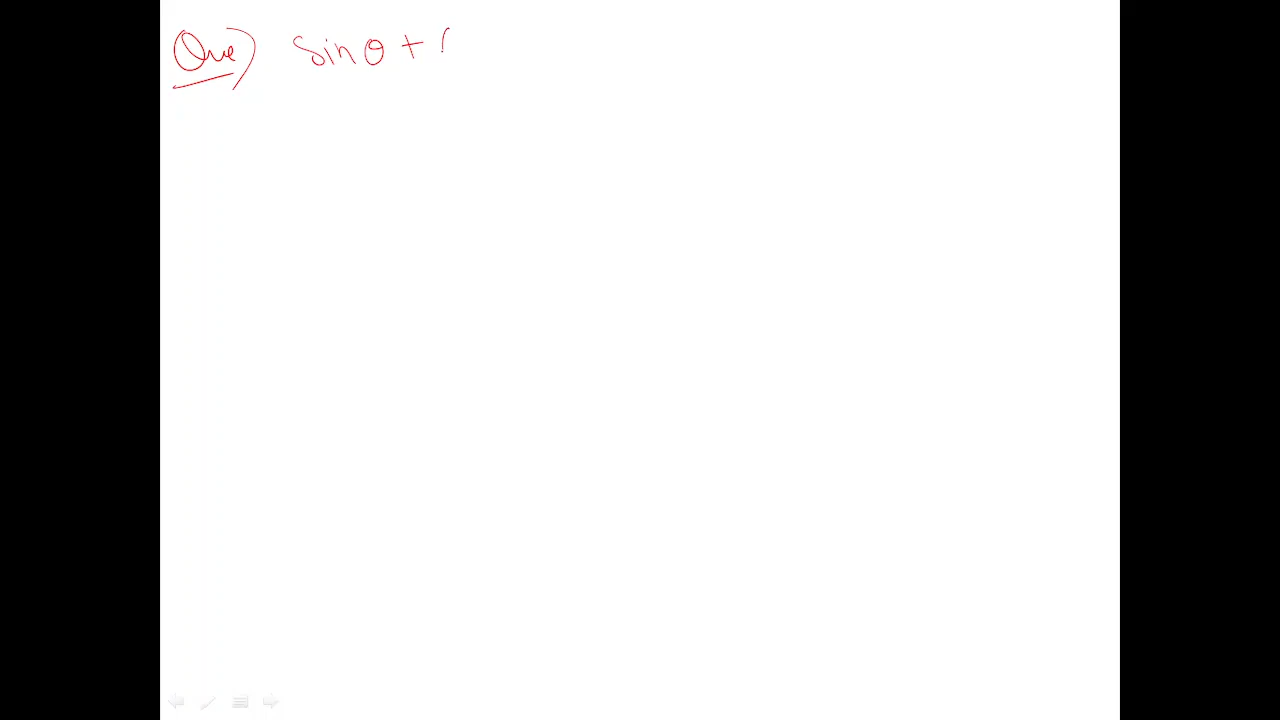 Que) sinθ + (